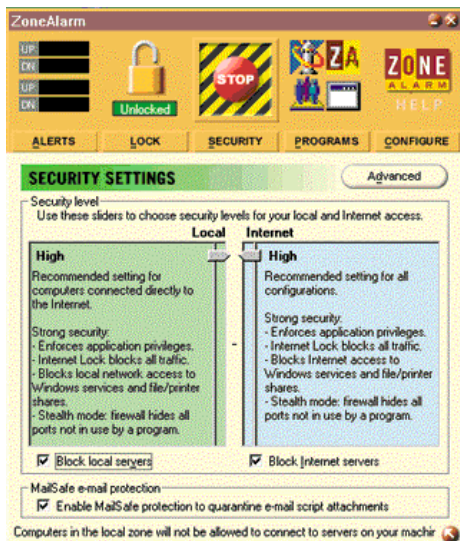 ZoneAlarm
UP
DN
UP
DN
Unlocked
STOP
ZA
ZONE
ALARM
HELP
ALERTS LOCK SECURITY PROGRAMS CONFIGURE
SECURITY SETTINGS Advanced
Security level
Use these sliders to choose security levels for your local and Internet access.
Local Internet
High
Recommended setting for
computers connected directly to
the Internet.
Strong security:
- Enforces application privileges.
- Internet Lock blocks all traffic.
- Blocks local network access to
Windows services and file/printer
shares.
- Stealth mode: firewall hides all
ports not in use by a program.
High
Recommended setting for all
configurations.
Strong security:
- Enforces application privileges.
- Internet Lock blocks all traffic.
- Blocks Internet access to
Windows services and file/printer
shares.
- Stealth mode: firewall hides all
ports not in use by a program.
Block local servers Block Internet servers
MailSafe e-mail protection
Enable MailSafe protection to quarantine e-mail script attachments
Computers in the local zone will not be allowed to connect to servers on your machin